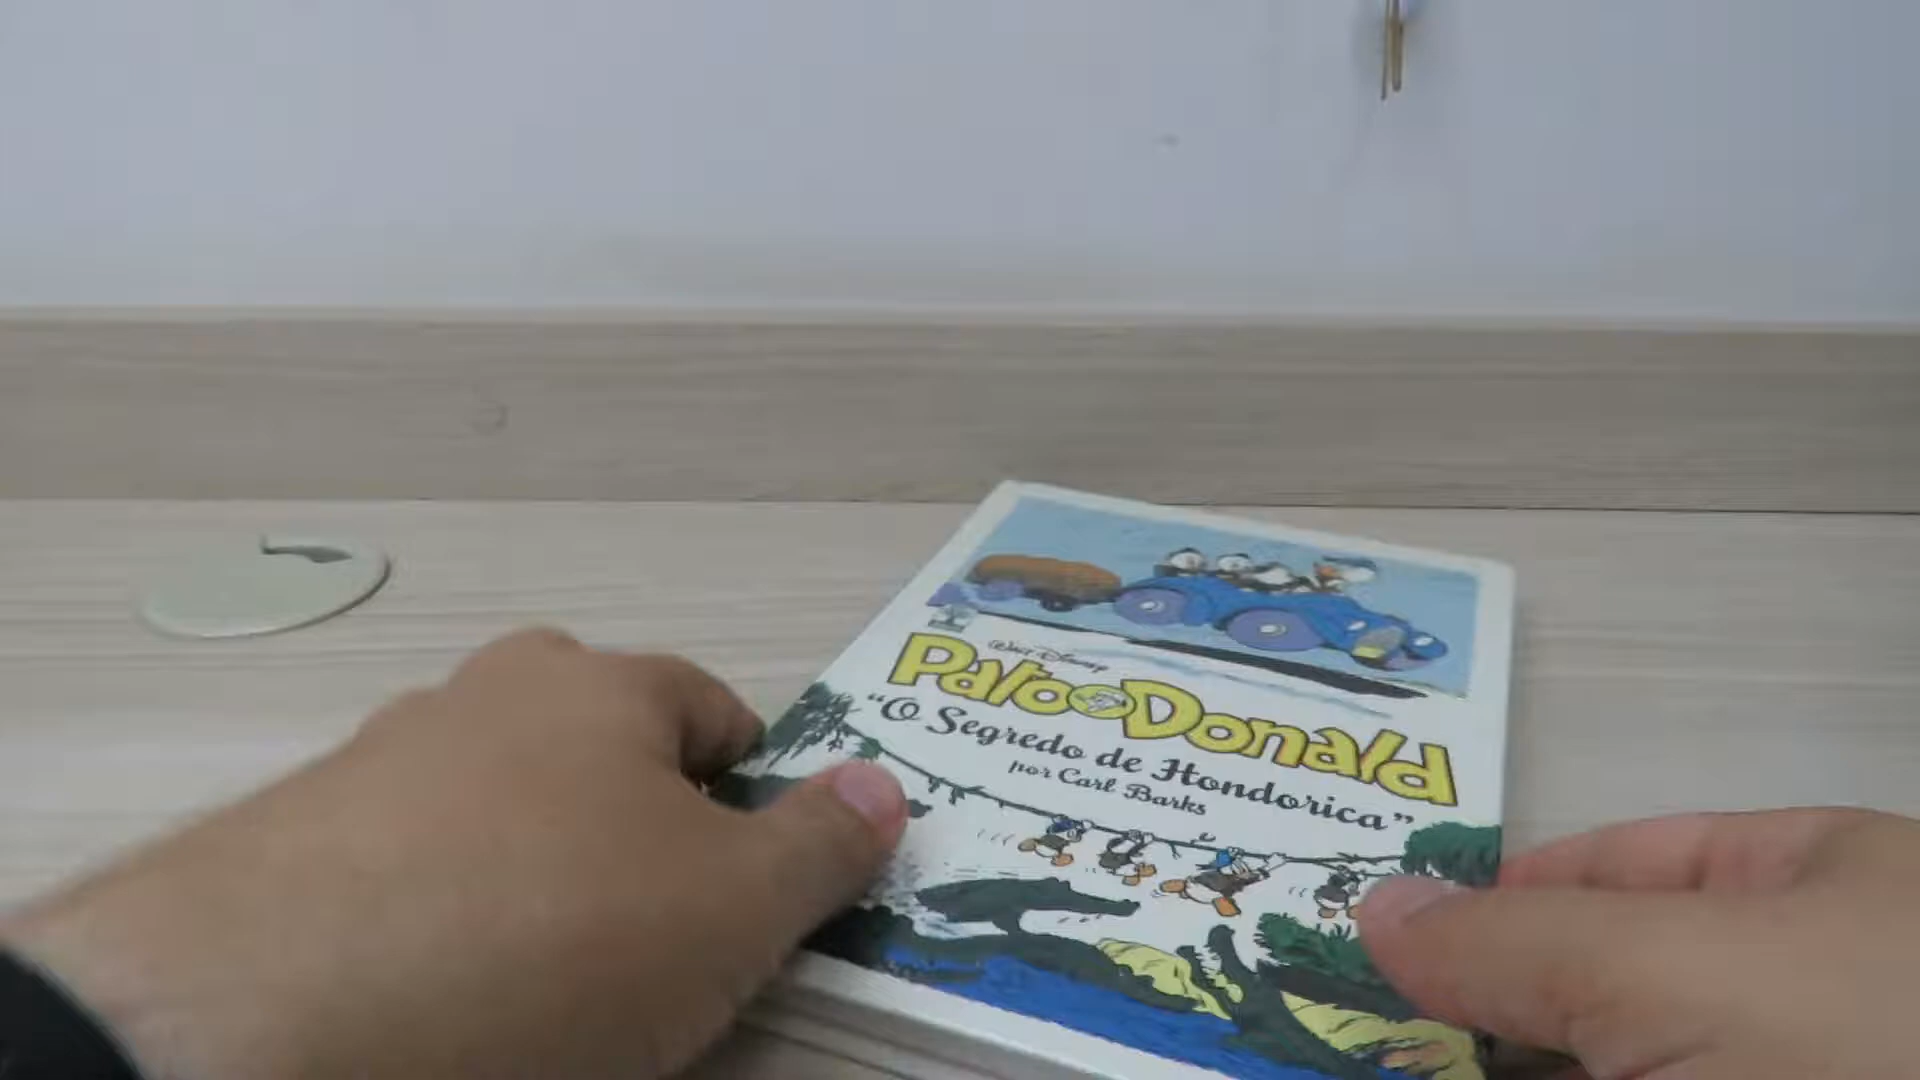 Walt Disney
Pato Donald
“O Segredo de Hondorica”
por Carl Barks